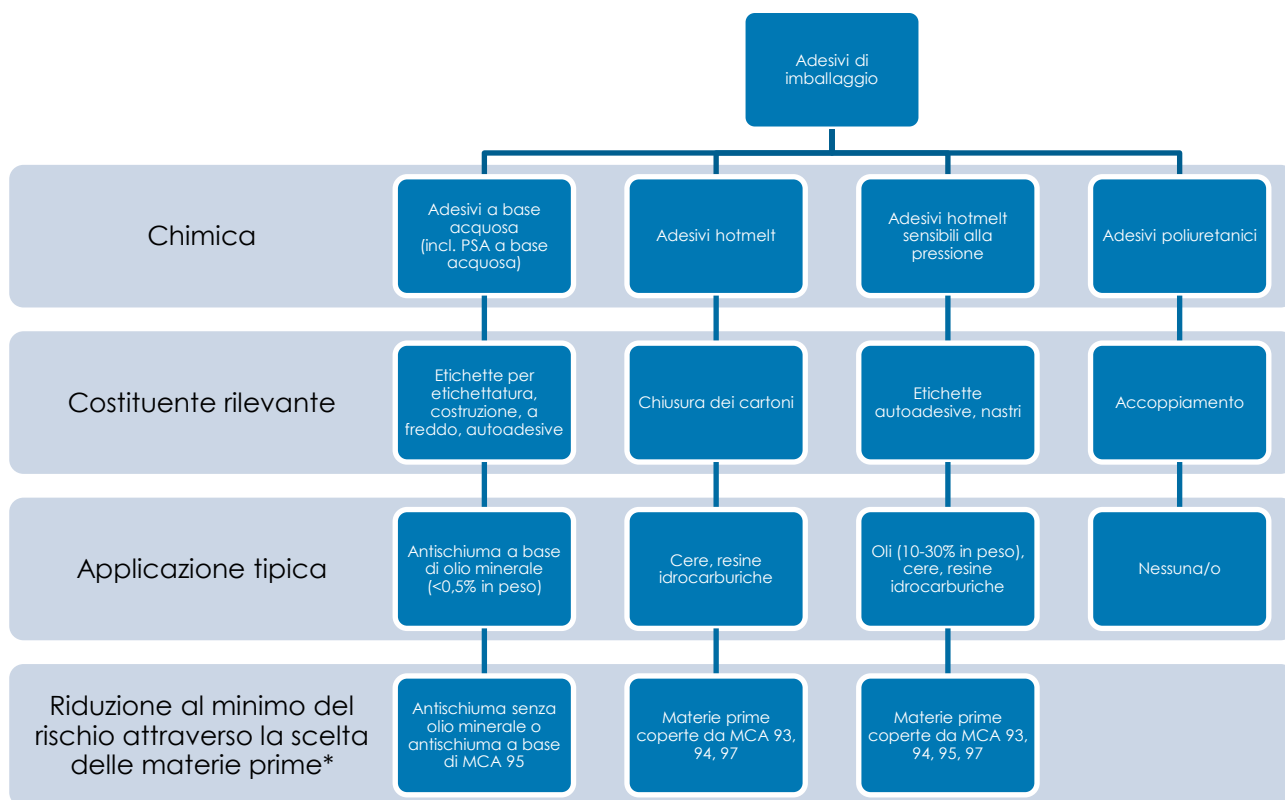 Adesivi di
imballaggio
Chimica
Adesivi a base
acquosa
(incl. PSA a base
acquosa)
Adesivi hotmelt
Adesivi hotmelt
sensibili alla
pressione
Adesivi poliuretanici
Costituente rilevante
Etichette per
etichettatura,
costruzione, a
freddo, autoadesive
Chiusura dei cartoni
Etichette
autoadesive, nastri
Accoppiamento
Applicazione tipica
Antischiuma a base
di olio minerale
(<0,5% in peso)
Cere, resine
idrocarburiche
Oli (10-30% in peso),
cere, resine
idrocarburiche
Nessuna/o
Riduzione al minimo del
rischio attraverso la scelta
delle materie prime*
Antischiuma senza
olio minerale o
antischiuma a base
di MCA 95
Materie prime
coperte da MCA 93,
94, 97
Materie prime
coperte da MCA 93,
94, 95, 97